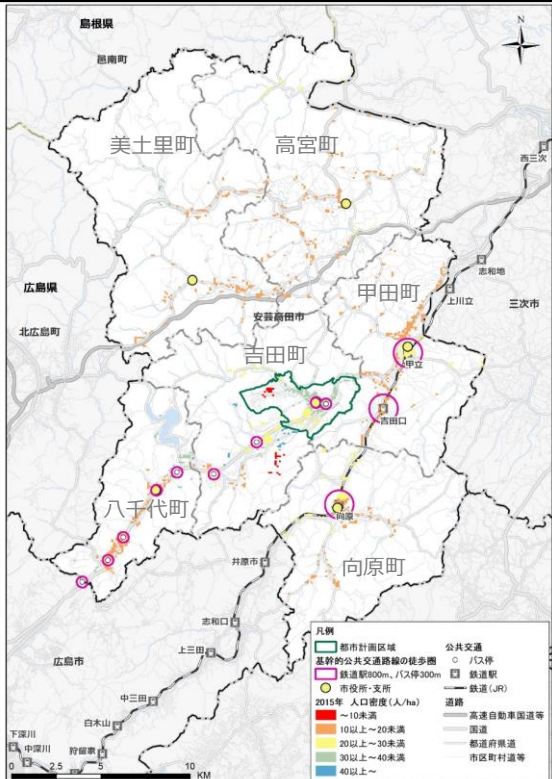 島根県
邑南町
N
美土里町
高宮町
西三次
志和地
広島県
甲田町
上川立
三次市
北広島町
安芸高田市
吉田町
甲立
吉田口
八千代町
向原
向原町
井原市
志和口
広島市
上三田
中三田
白木山
下深川
中深川
狩留家
0 2.5 5 10
KM
凡例
都市計画区域
基幹的公共交通路線の徒歩圏
鉄道駅800m、バス停300m
市役所・支所
2015年 人口密度(人/ha)
~10未満
10以上~20未満
20以上~30未満
30以上~40未満
40以上~
公共交通
バス停
鉄道駅
鉄道(JR)
道路
高速自動車国道等
国道
都道府県道
市区町村道等